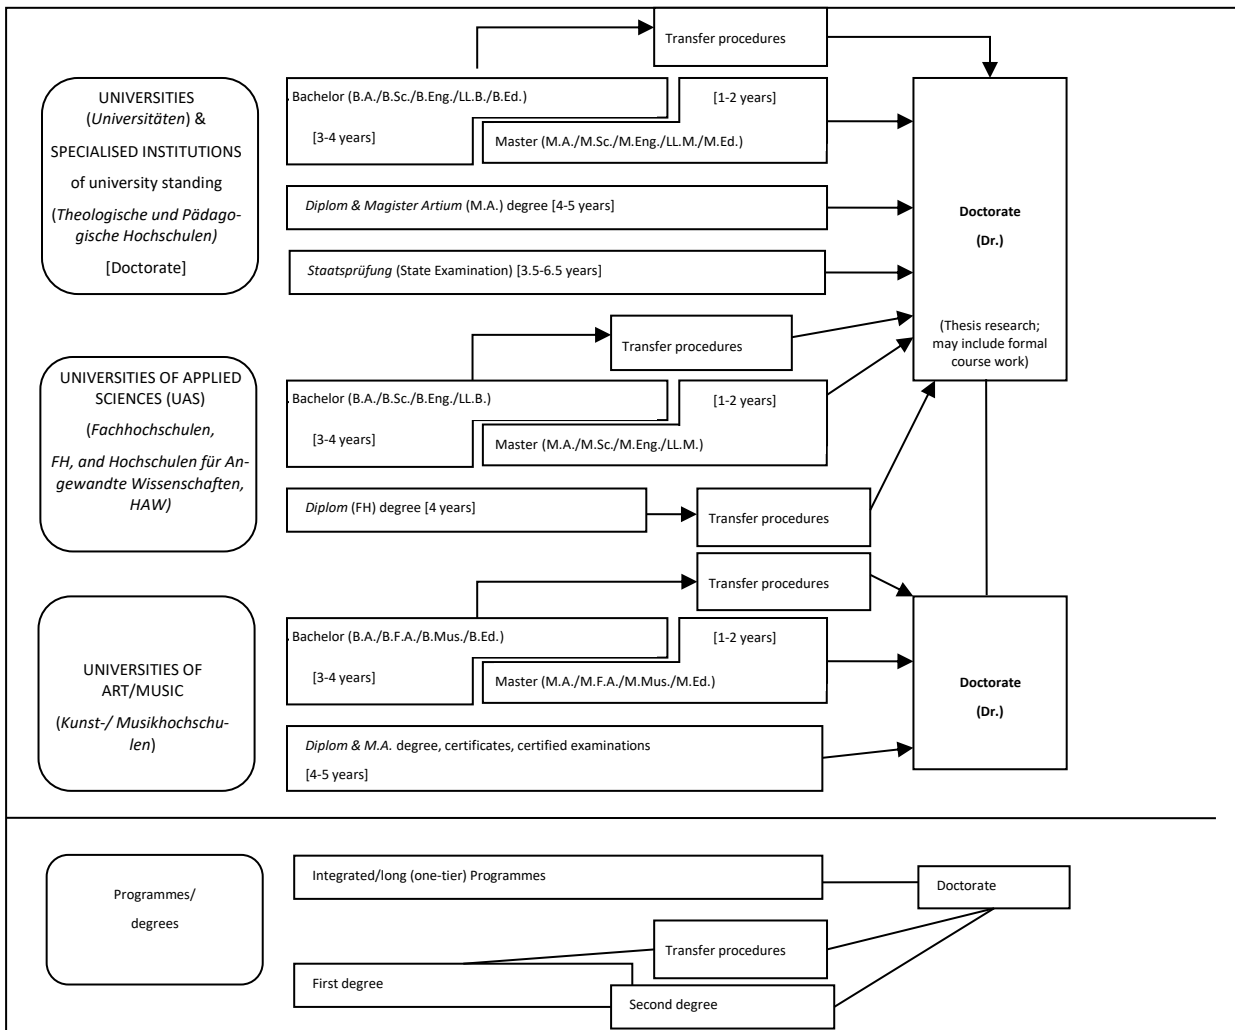 Transfer procedures
UNIVERSITIES
(Universitäten) &
SPECIALISED INSTITUTIONS
of university standing
(Theologische und Pädago-
gische Hochschulen)
[Doctorate]
Bachelor (B.A./B.Sc./B.Eng./LL.B./B.Ed.)
[3-4 years]
[1-2 years]
Master (M.A./M.Sc./M.Eng./LL.M./M.Ed.)
Diplom & Magister Artium (M.A.) degree [4-5 years]
Staatsprüfung (State Examination) [3.5-6.5 years]
Doctorate
(Dr.)
(Thesis research;
may include formal
course work)
Transfer procedures
UNIVERSITIES OF APPLIED
SCIENCES (UAS)
(Fachhochschulen,
FH, and Hochschulen für An-
gewandte Wissenschaften,
HAW)
Bachelor (B.A./B.Sc./B.Eng./LL.B.)
[3-4 years]
[1-2 years]
Master (M.A./M.Sc./M.Eng./LL.M.)
Diplom (FH) degree [4 years]
Transfer procedures
Transfer procedures
UNIVERSITIES OF
ART/MUSIC
(Kunst-/ Musikhochschu-
len)
Bachelor (B.A./B.F.A./B.Mus./B.Ed.)
[3-4 years]
[1-2 years]
Master (M.A./M.F.A./M.Mus./M.Ed.)
Diplom & M.A. degree, certificates, certified examinations
[4-5 years]
Doctorate
(Dr.)
Programmes/
degrees
Integrated/long (one-tier) Programmes
Doctorate
Transfer procedures
First degree
Second degree